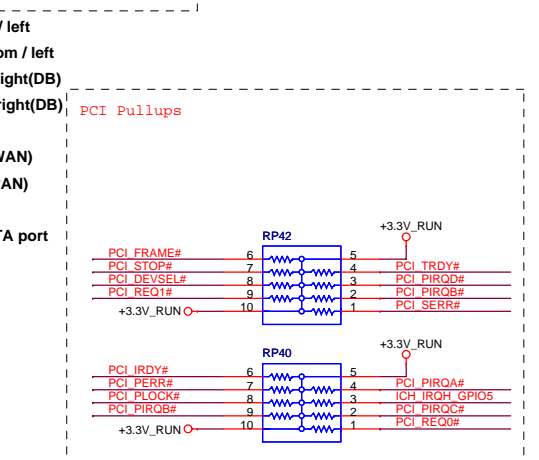 / left
om / left
ight(DB)
right(DB)
WAN)
PAN)
TA port
PCI Pullups
+3.3V_RUN
RP42
PCI_FRAME# 6 5
PCI_STOP# 7 4 PCI_TRDY#
PCI_DEVSEL# 8 3 PCI_PIRQD#
PCI_REQ1# 9 2 PCI_PIRQB#
+3.3V_RUN 10 1 PCI_SERR#
+3.3V_RUN
RP40
PCI_IRDY# 6 5
PCI_PERR# 7 4 PCI_PIRQA#
PCI_PLOCK# 8 3 ICH_IRQH_GPIO5
PCI_PIRQB# 9 2 PCI_PIRQC#
+3.3V_RUN 10 1 PCI_REQ0#